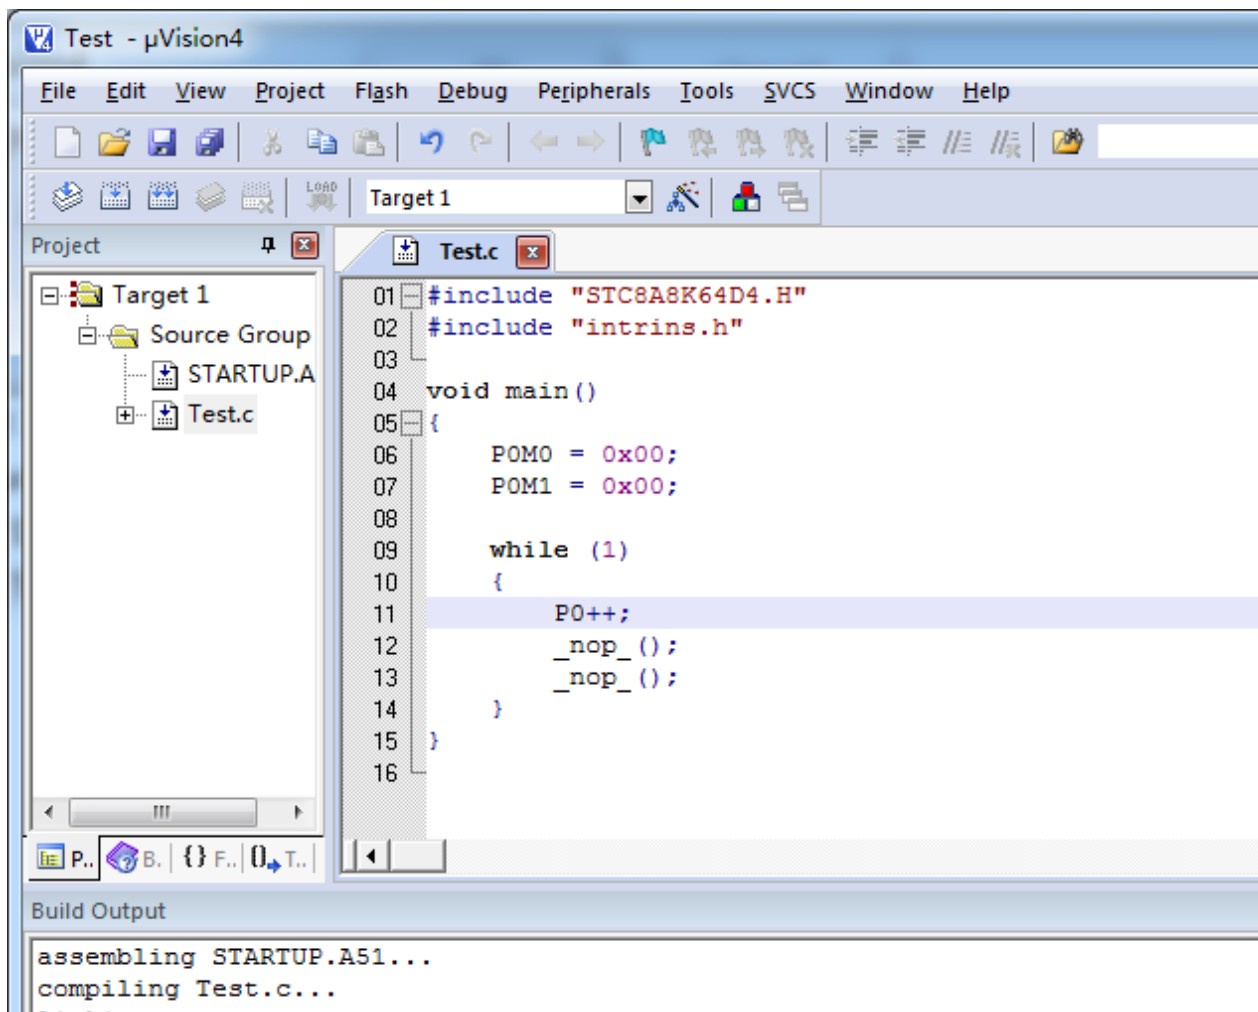 Test - µVision4
File Edit View Project Flash Debug Peripherals Tools SVCS Window Help
LOAD
Target 1
Project
Test.c
Target 1
Source Group
STARTUP.A
Test.c
01 #include "STC8A8K64D4.H"
02 #include "intrins.h"
03
04 void main()
05 {
06 P0M0 = 0x00;
07 P0M1 = 0x00;
08
09 while (1)
10 {
11 P0++;
12 _nop_();
13 _nop_();
14 }
15 }
16
P.. B. {} F.. 0 T..
Build Output
assembling STARTUP.A51...
compiling Test.c...